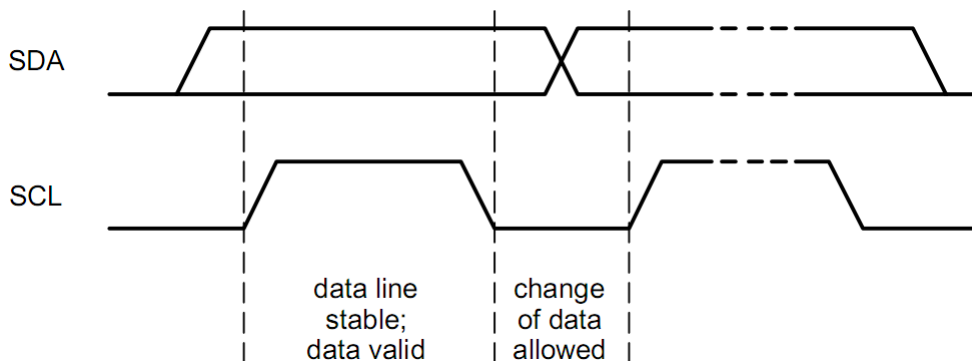 SDA
SCL
data line
stable;
data valid
change
of data
allowed